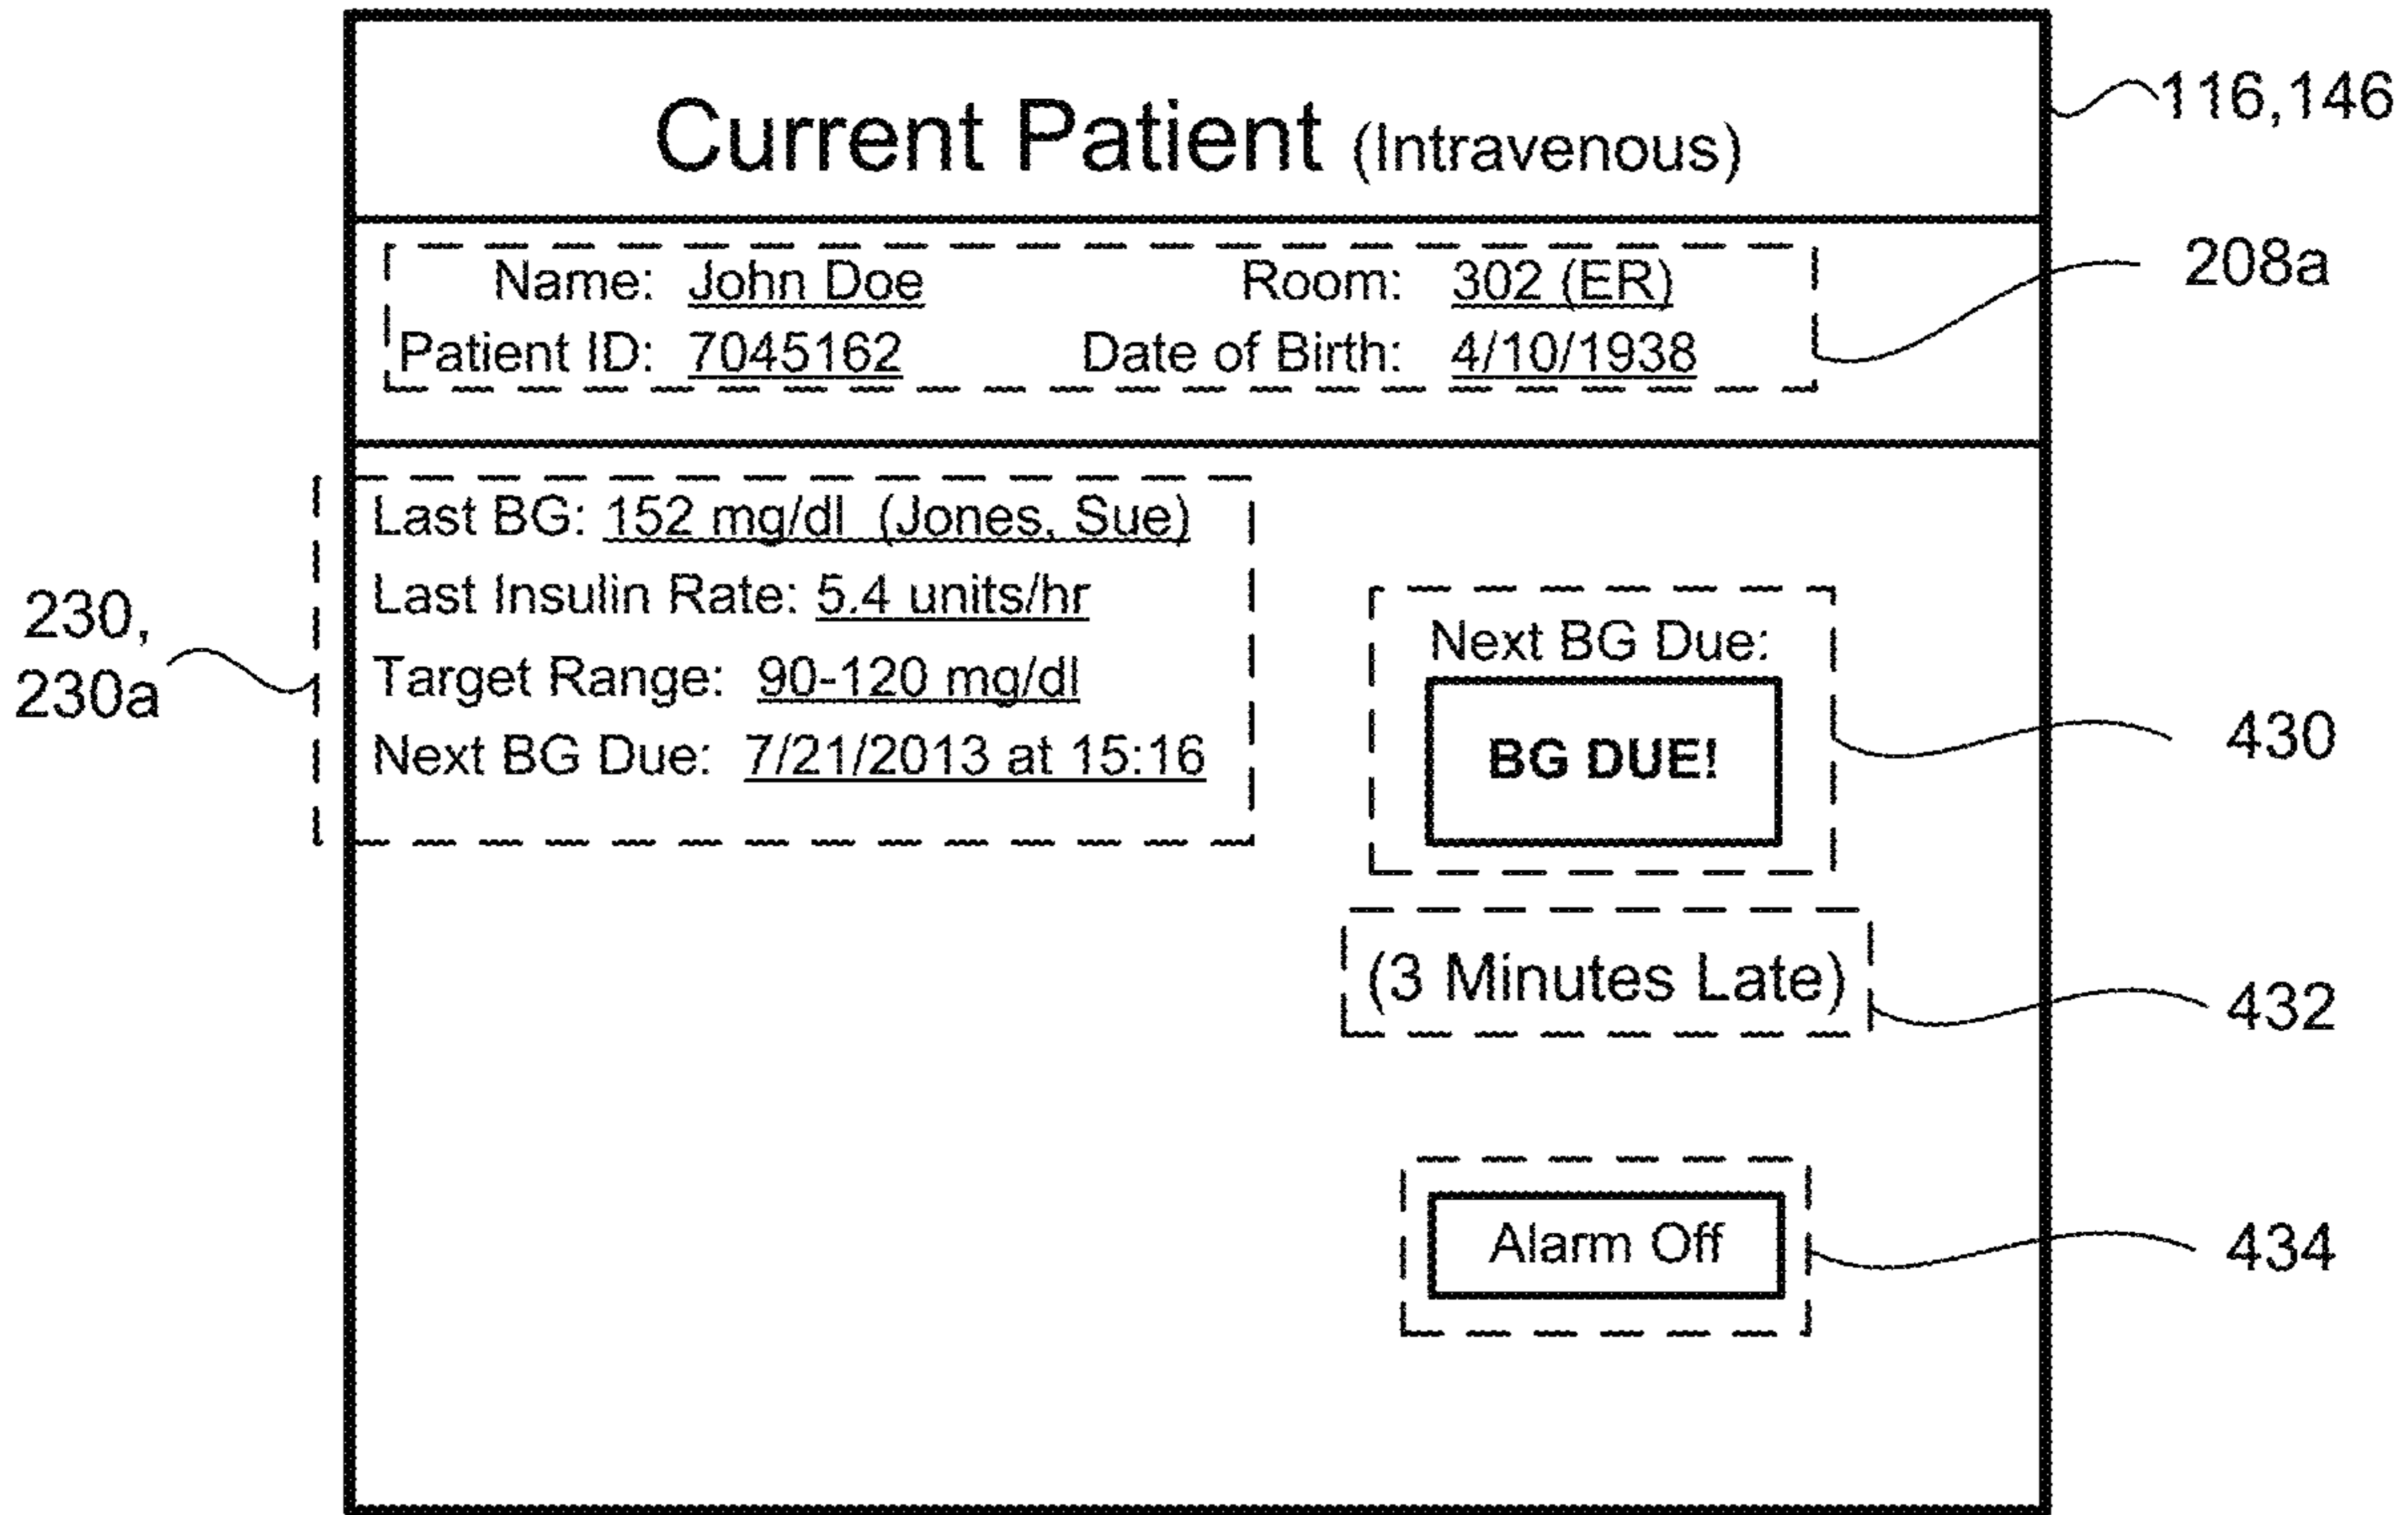 Current Patient (Intravenous)
116,146
Name: John Doe Room: 302 (ER)
208a
Patient ID: 7045162 Date of Birth: 4/10/1938
Last BG: 152 mg/dl (Jones, Sue)
Last Insulin Rate: 5.4 units/hr
Target Range: 90-120 mg/dl
Next BG Due: 7/21/2013 at 15:16
230,
230a
Next BG Due:
BG DUE!
430
(3 Minutes Late)
432
Alarm Off
434